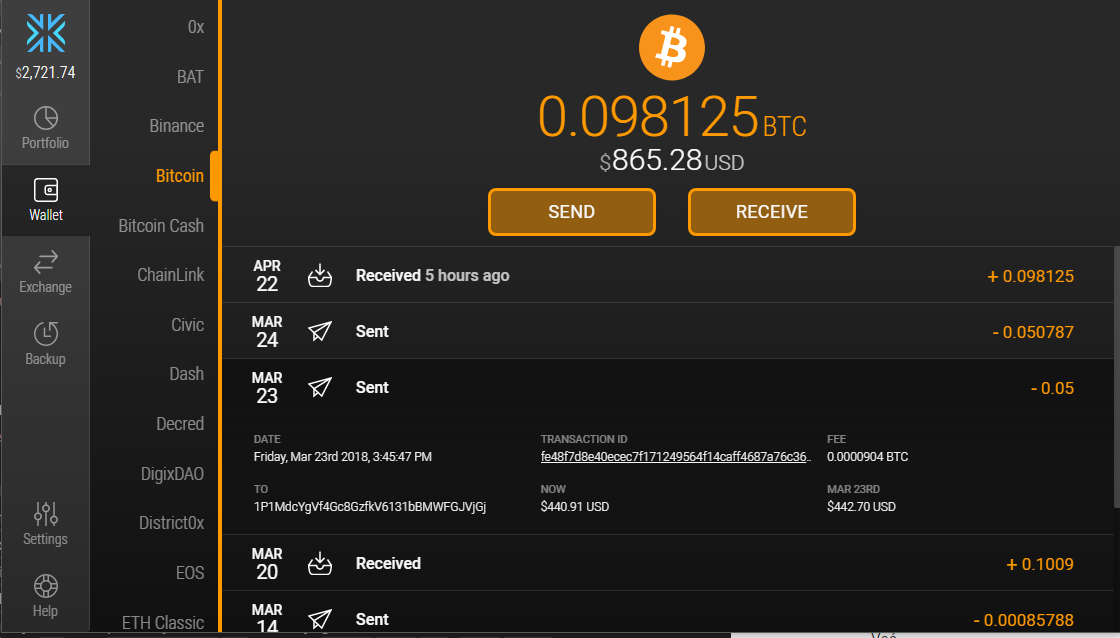 $2,721.74
Portfolio
Wallet
Exchange
Backup
Settings
Help
0x
BAT
Binance
Bitcoin
Bitcoin Cash
ChainLink
Civic
Dash
Decred
DigixDAO
District0x
EOS
ETH Classic
0.098125 BTC
$865.28 USD
SEND RECEIVE
APR 22 Received 5 hours ago + 0.098125
MAR 24 Sent - 0.050787
MAR 23 Sent - 0.05
DATE TRANSACTION ID FEE
Friday, Mar 23rd 2018, 3:45:47 PM fe48f7d8e40ecec7f171249564f14caff4687a76c36.. 0.0000904 BTC
TO NOW MAR 23RD
1P1MdcYgVf4Gc8GzfkV6131bBMWFGJVjGj $440.91 USD $442.70 USD
MAR 20 Received + 0.1009
MAR 14 Sent - 0.00085788